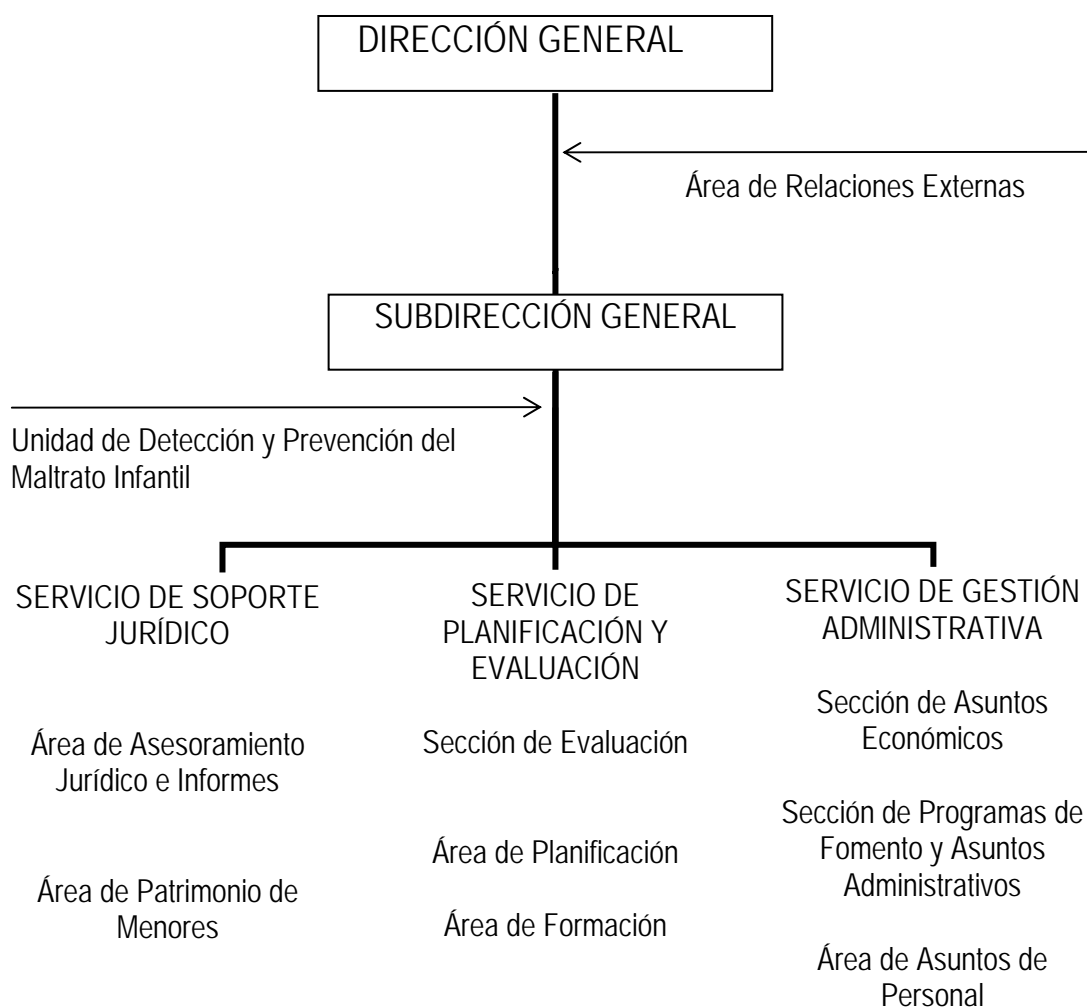 DIRECCIÓN GENERAL
Área de Relaciones Externas
SUBDIRECCIÓN GENERAL
Unidad de Detección y Prevención del
Maltrato Infantil
SERVICIO DE SOPORTE
JURÍDICO
Área de Asesoramiento
Jurídico e Informes
Área de Patrimonio de
Menores
SERVICIO DE
PLANIFICACIÓN Y
EVALUACIÓN
Sección de Evaluación
Área de Planificación
Área de Formación
SERVICIO DE GESTIÓN
ADMINISTRATIVA
Sección de Asuntos
Económicos
Sección de Programas de
Fomento y Asuntos
Administrativos
Área de Asuntos de
Personal